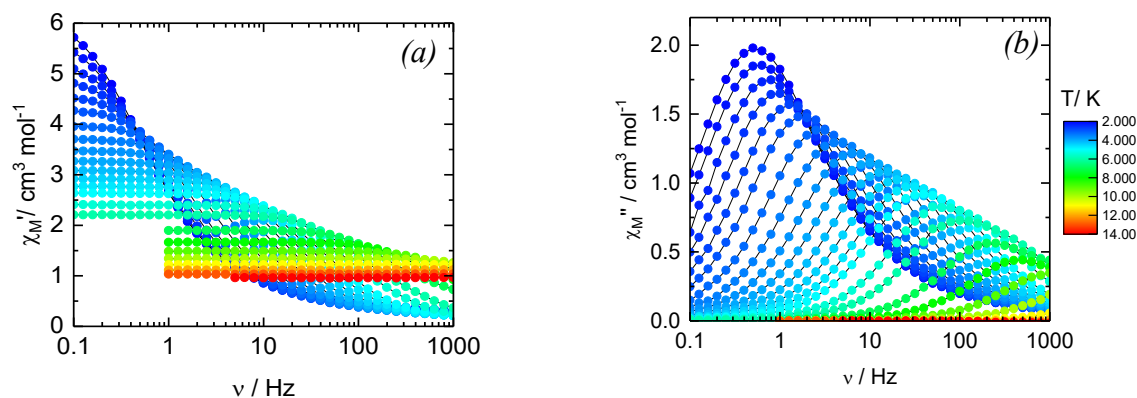 (a)
χM'/ cm³ mol⁻¹
6
5
4
3
2
1
0
0.1 1 10 100 1000
ν / Hz
(b)
χM'' / cm³ mol⁻¹
2.0
1.5
1.0
0.5
0.0
0.1 1 10 100 1000
ν / Hz
T/ K
2.000
4.000
6.000
8.000
10.00
12.00
14.00